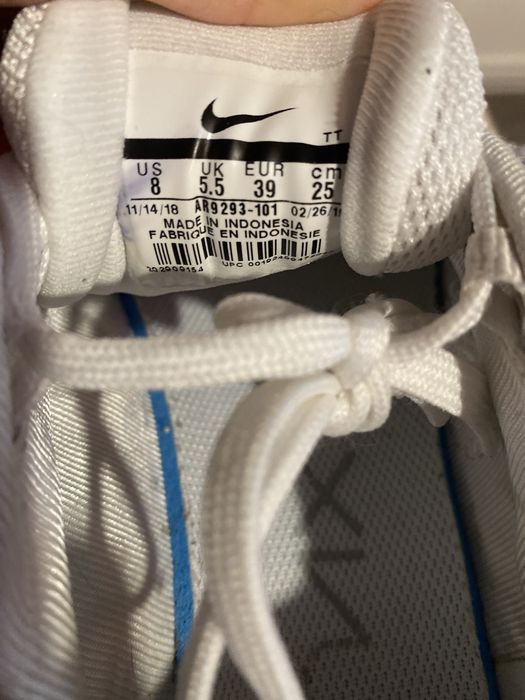 TT
US UK EUR cm
8 5.5 39 25
11/14/18 AR9293-101 02/26/1
MADE IN INDONESIA
FABRIQUE EN INDONESIE
UPC